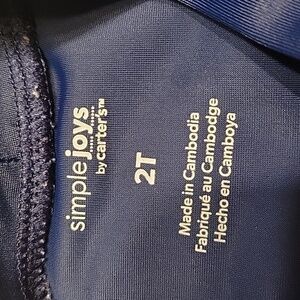 simple joys
by carter's™
2T
Made in Cambodia
Fabriqué au Cambodge
Hecho en Camboya